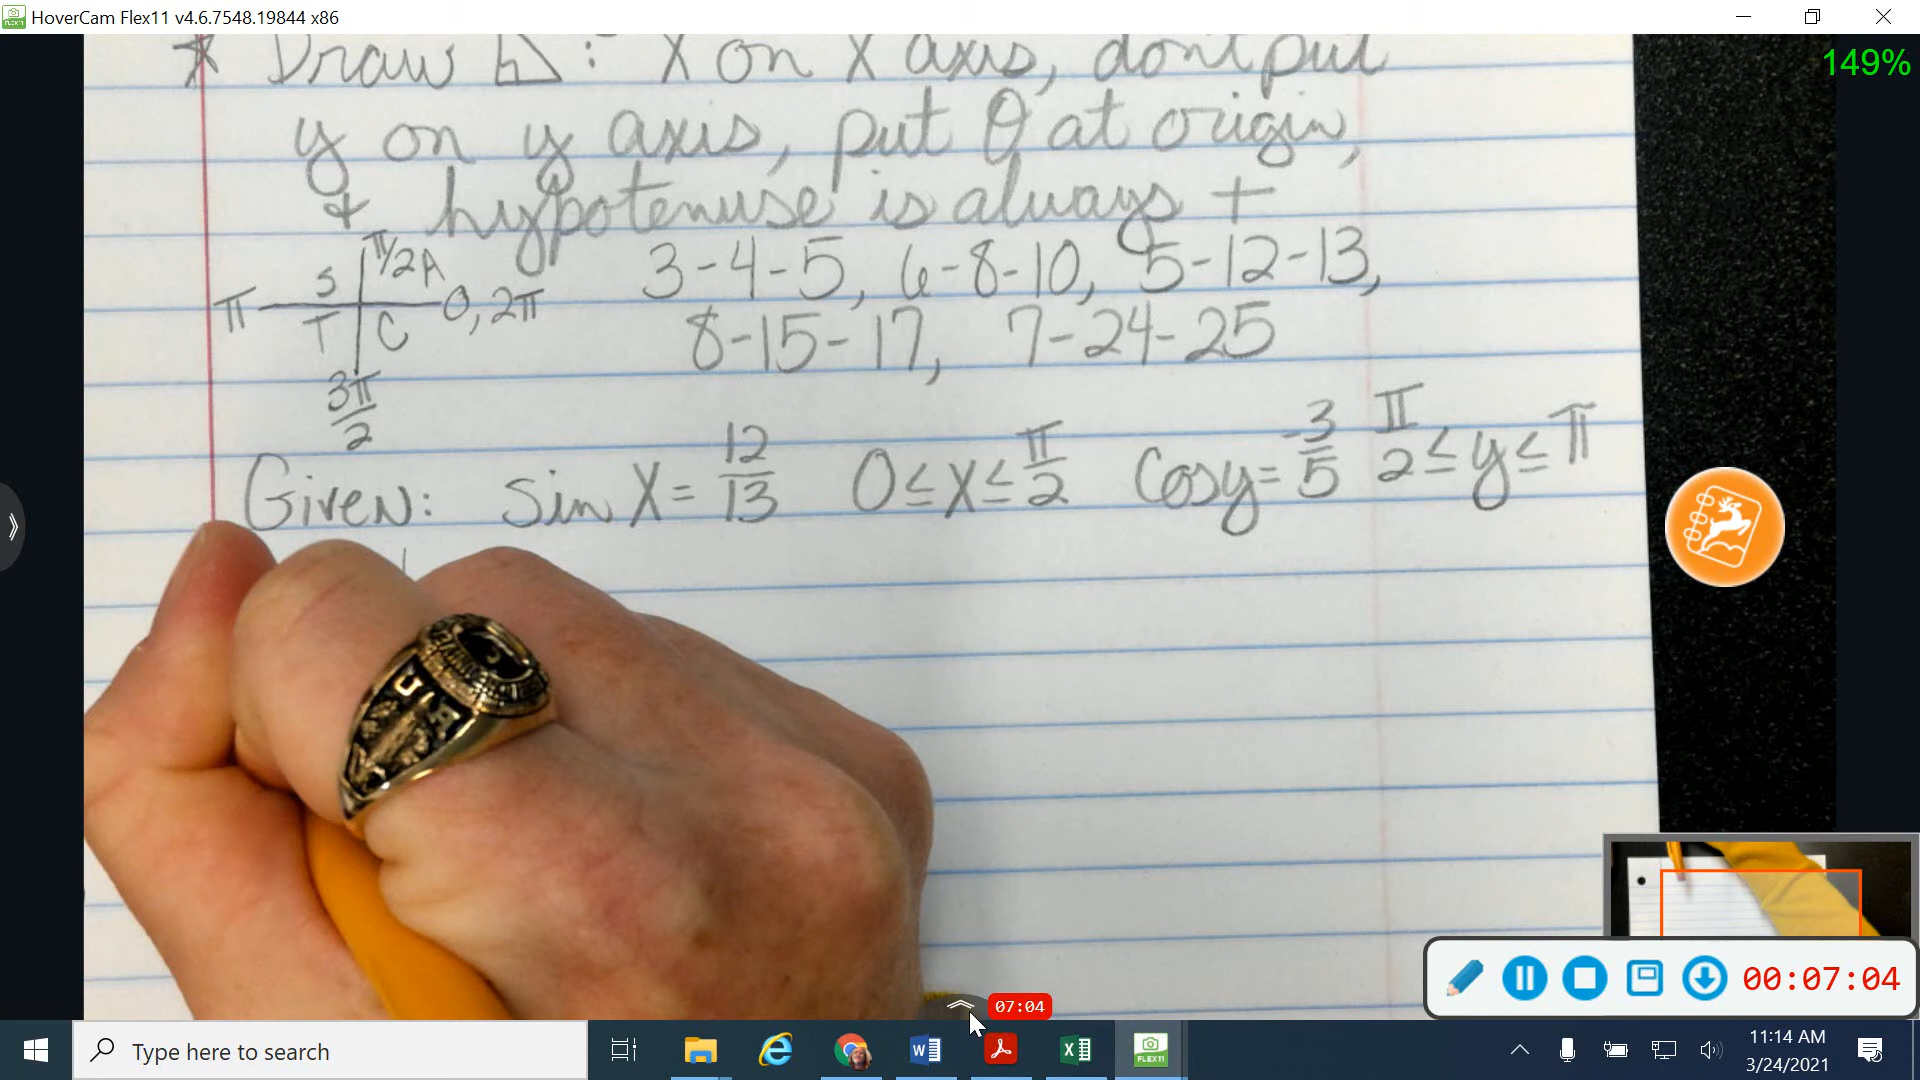 HoverCam Flex11 v4.6.7548.19844 x86
149%
* Draw : X on X axis, don't put
y on y axis, put θ at origin,
+ hypotenuse is always +
π/2
S A
π 0, 2π
T C
3π/2
3-4-5, 6-8-10, 5-12-13,
8-15-17, 7-24-25
Given: sin X = 12/13 0 ≤ X ≤ π/2 Cos y = -3/5 π/2 ≤ y ≤ π
00:07:04
07:04
Type here to search
FLEX11
11:14 AM
3/24/2021